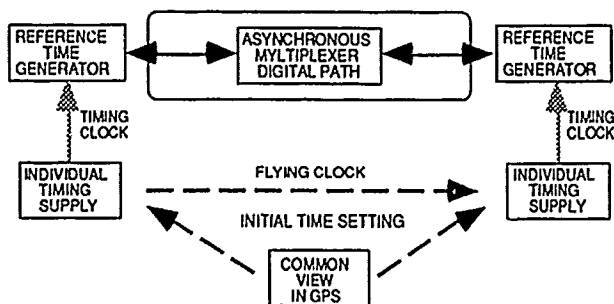 REFERENCE
TIME
GENERATOR
ASYNCHRONOUS
MYLTIPLEXER
DIGITAL PATH
REFERENCE
TIME
GENERATOR
TIMING
CLOCK
TIMING
CLOCK
INDIVIDUAL
TIMING
SUPPLY
FLYING CLOCK
INITIAL TIME SETTING
INDIVIDUAL
TIMING
SUPPLY
COMMON
VIEW
IN GPS